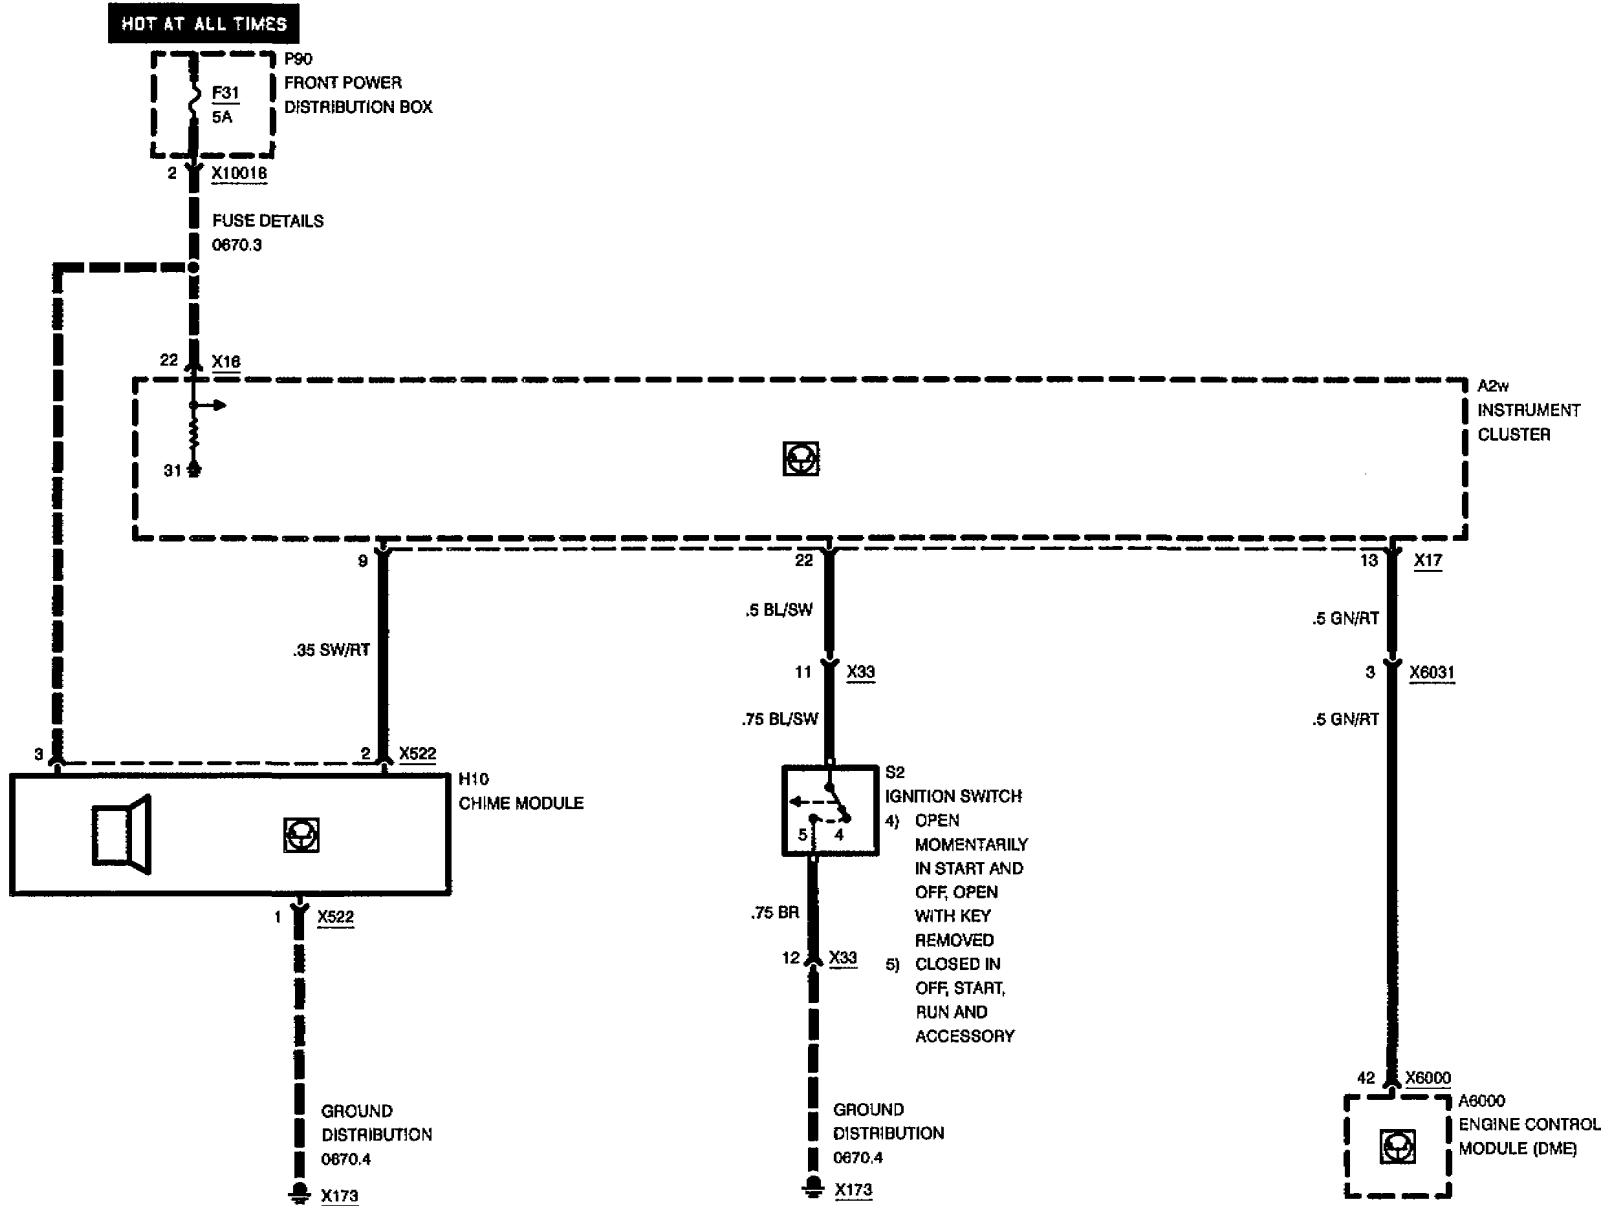 HOT AT ALL TIMES
P90
FRONT POWER
DISTRIBUTION BOX
F31
5A
2 X10018
FUSE DETAILS
0670.3
22 X16
A2w
INSTRUMENT
CLUSTER
31
9 22 13 X17
.5 BL/SW
.5 GN/RT
.35 SW/RT
11 X33
3 X6031
.75 BL/SW
.5 GN/RT
3 2 X522
H10
CHIME MODULE
S2
IGNITION SWITCH
4) OPEN
MOMENTARILY
IN START AND
OFF, OPEN
WITH KEY
REMOVED
5) CLOSED IN
OFF, START,
RUN AND
ACCESSORY
5 4
1 X522
.75 BR
12 X33
42 X6000
A6000
ENGINE CONTROL
MODULE (DME)
GROUND
DISTRIBUTION
0670.4
X173
GROUND
DISTRIBUTION
0670.4
X173